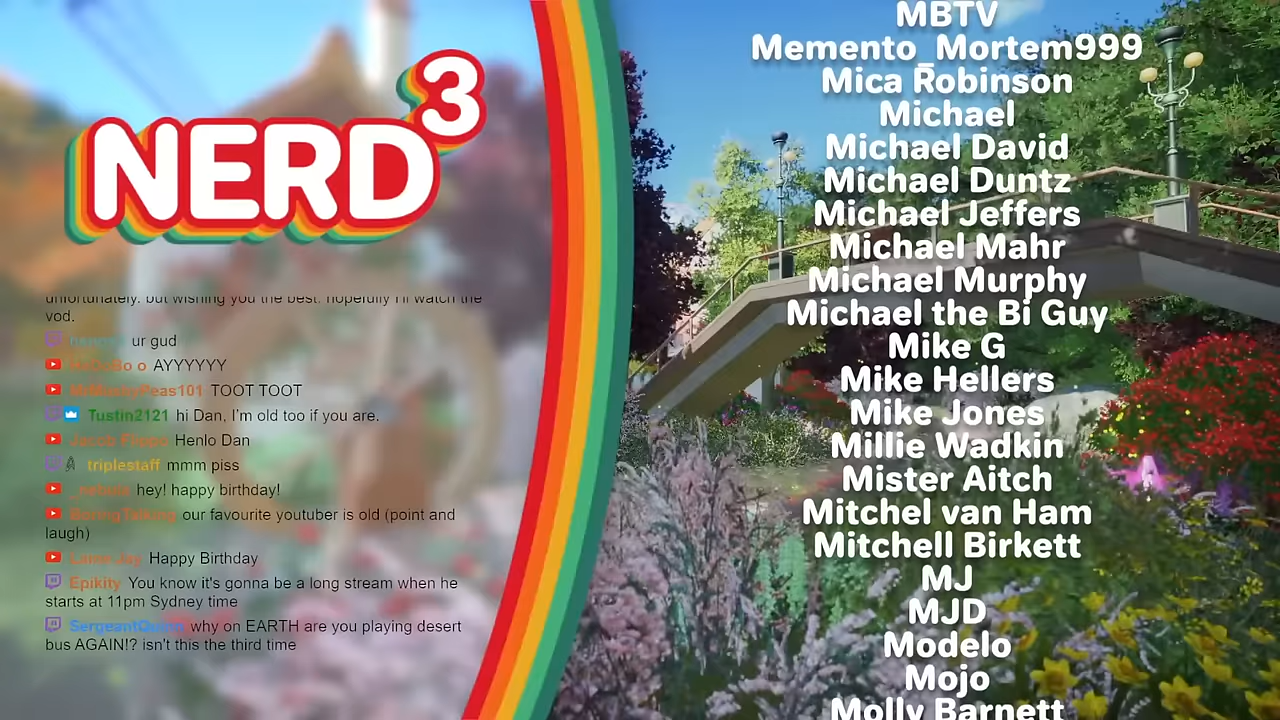 NERD³
unfortunately. but wishing you the best. hopefully I'll watch the
vod.
ur gud
AYYYYYY
MrMushyPeas101 TOOT TOOT
Tustin2121 hi Dan, I'm old too if you are.
Jacob Henlo Dan
triplestaff mmm piss
_nebula hey! happy birthday!
BoringTalking our favourite youtuber is old (point and
laugh)
Happy Birthday
Epikity You know it's gonna be a long stream when he
starts at 11pm Sydney time
why on EARTH are you playing desert
bus AGAIN!? isn't this the third time
MBTV
Memento_Mortem999
Mica Robinson
Michael
Michael David
Michael Duntz
Michael Jeffers
Michael Mahr
Michael Murphy
Michael the Bi Guy
Mike G
Mike Hellers
Mike Jones
Millie Wadkin
Mister Aitch
Mitchel van Ham
Mitchell Birkett
MJ
MJD
Modelo
Mojo
Molly Barnett